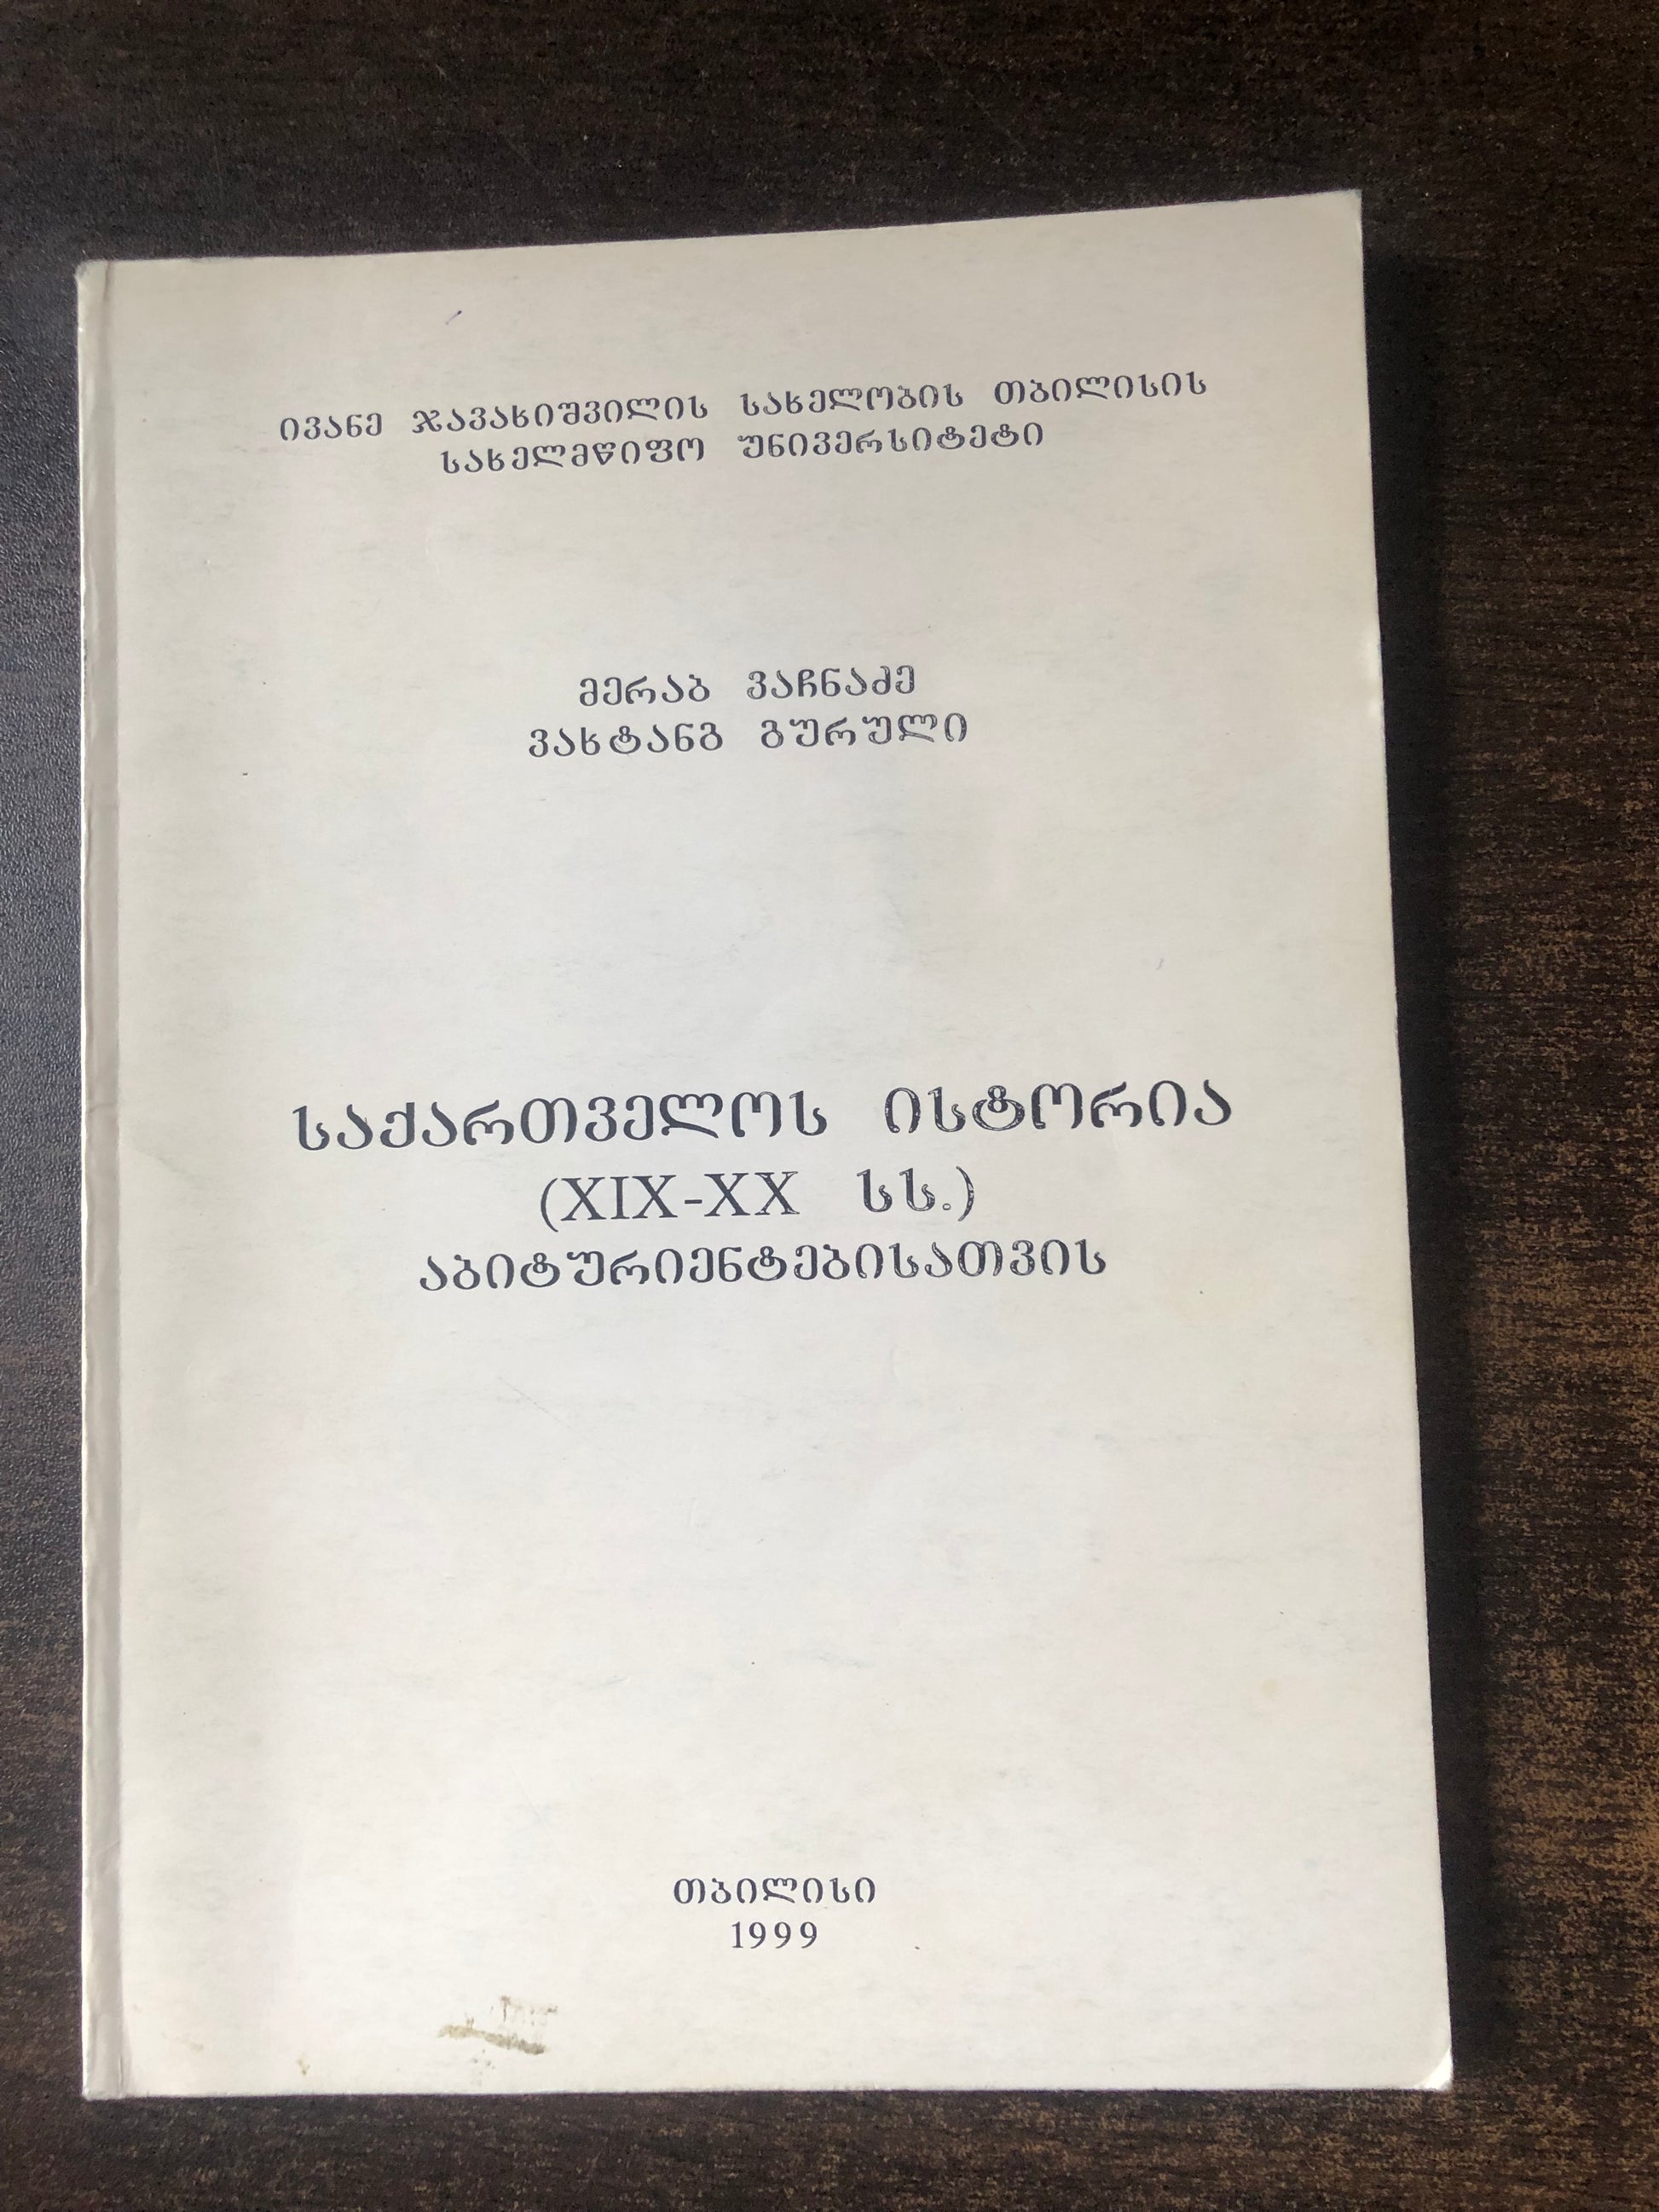 ივანე ჯავახიშვილის სახელობის თბილისის
სახელმწიფო უნივერსიტეტი
მერაბ ვაჩნაძე
ვახტანგ გურული
საქართველოს ისტორია
(XIX-XX სს.)
აბიტურიენტებისათვის
თბილისი
1999